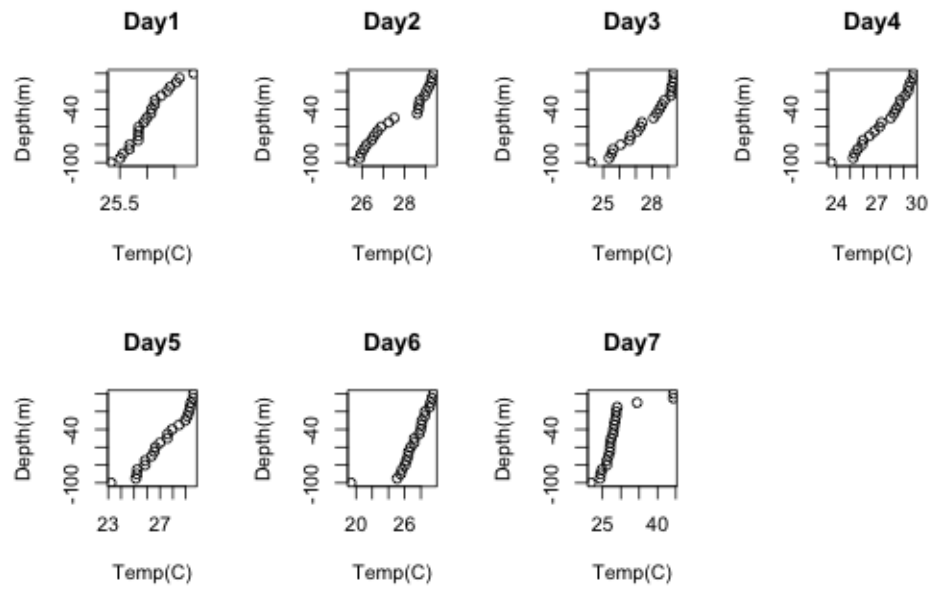 Day1
Day2
Day3
Day4
Depth(m)
-40
-100
25.5
Temp(C)
Depth(m)
-40
-100
26 28
Temp(C)
Depth(m)
-40
-100
25 28
Temp(C)
Depth(m)
-40
-100
24 27 30
Temp(C)
Day5
Day6
Day7
Depth(m)
-40
-100
23 27
Temp(C)
Depth(m)
-40
-100
20 26
Temp(C)
Depth(m)
-40
-100
25 40
Temp(C)